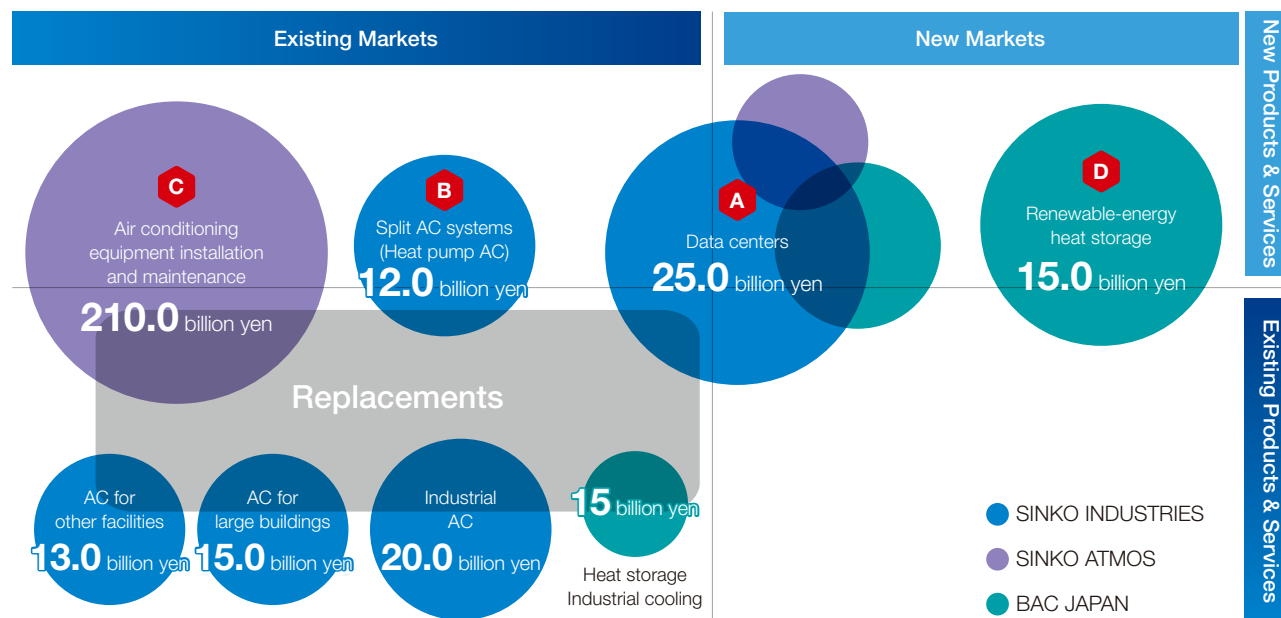 Existing Markets
New Markets
New Products & Services
C
Air conditioning
equipment installation
and maintenance
210.0 billion yen
B
Split AC systems
(Heat pump AC)
12.0 billion yen
A
Data centers
25.0 billion yen
D
Renewable-energy
heat storage
15.0 billion yen
Existing Products & Services
Replacements
AC for
other facilities
13.0 billion yen
AC for
large buildings
15.0 billion yen
Industrial
AC
20.0 billion yen
15 billion yen
Heat storage
Industrial cooling
SINKO INDUSTRIES
SINKO ATMOS
BAC JAPAN